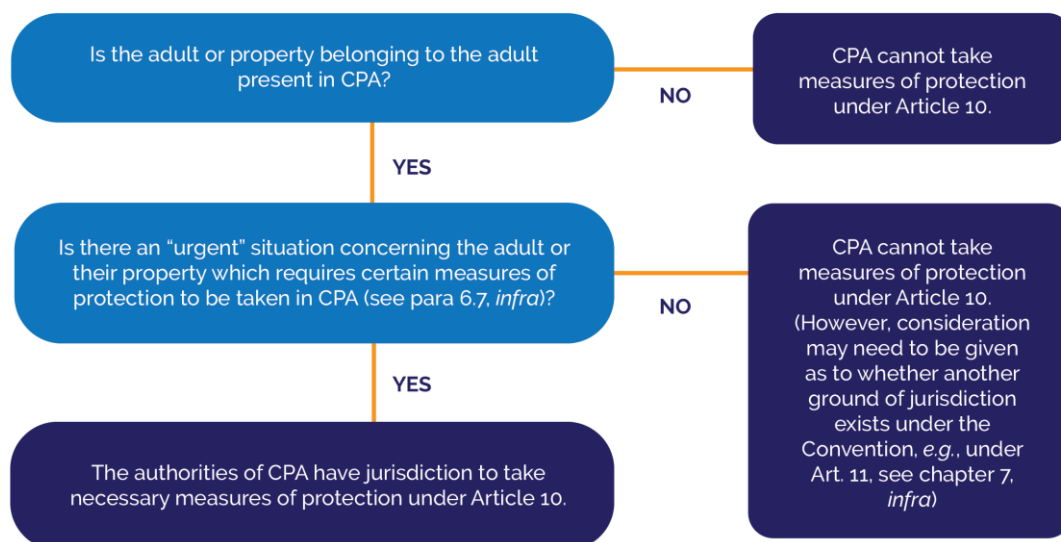 Is the adult or property belonging to the adult
present in CPA?
NO
CPA cannot take
measures of protection
under Article 10.
YES
Is there an “urgent” situation concerning the adult or
their property which requires certain measures of
protection to be taken in CPA (see para 6.7, infra)?
NO
CPA cannot take
measures of protection
under Article 10.
(However, consideration
may need to be given
as to whether another
ground of jurisdiction
exists under the
Convention, e.g., under
Art. 11, see chapter 7,
infra)
YES
The authorities of CPA have jurisdiction to take
necessary measures of protection under Article 10.